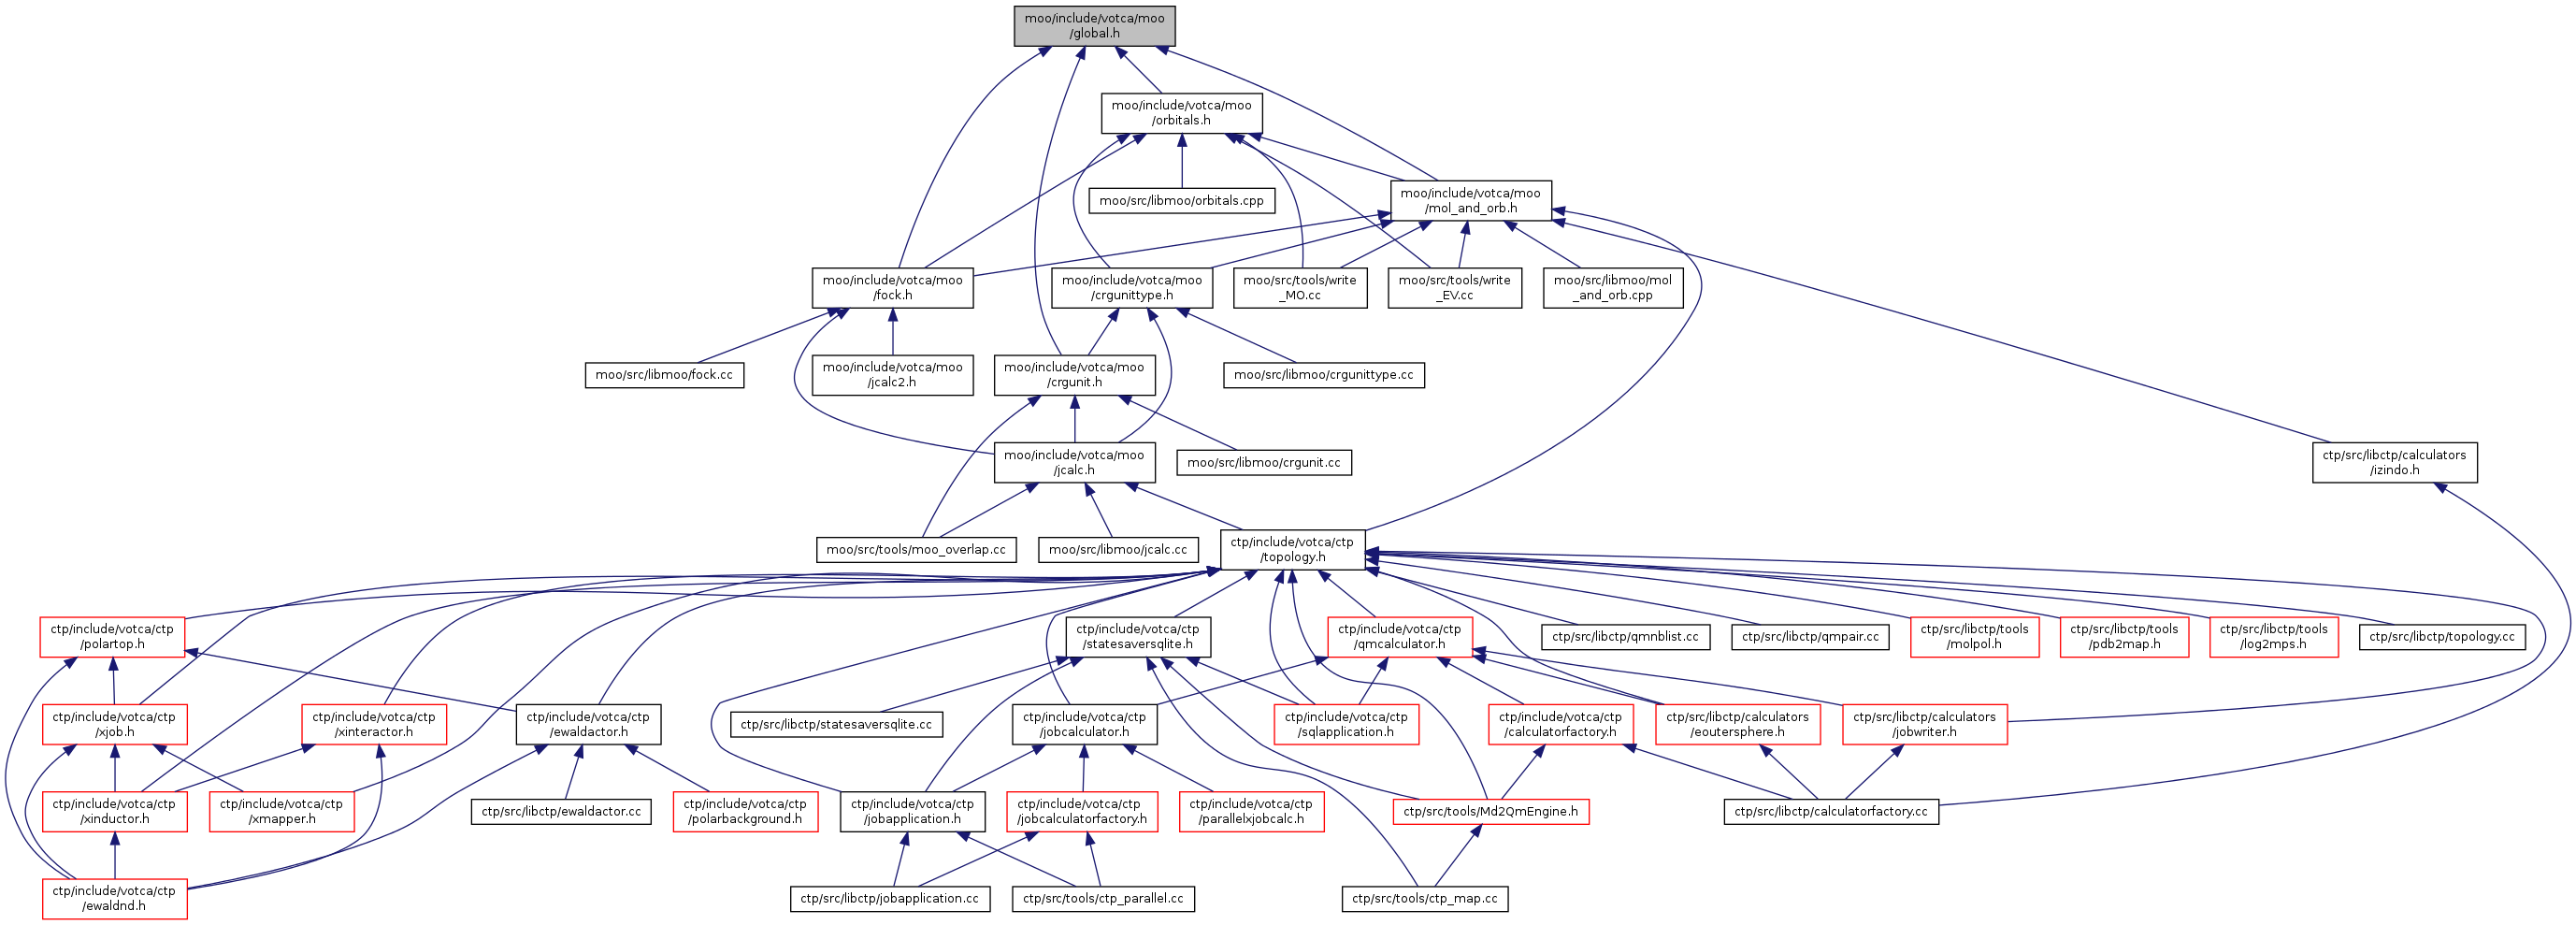 moo/include/votca/moo
/global.h
moo/include/votca/moo
/orbitals.h
moo/src/libmoo/orbitals.cpp
moo/include/votca/moo
/mol_and_orb.h
moo/include/votca/moo
/fock.h
moo/include/votca/moo
/crgunittype.h
moo/src/tools/write
_MO.cc
moo/src/tools/write
_EV.cc
moo/src/libmoo/mol
_and_orb.cpp
moo/src/libmoo/fock.cc
moo/include/votca/moo
/jcalc2.h
moo/include/votca/moo
/crgunit.h
moo/src/libmoo/crgunittype.cc
moo/include/votca/moo
/jcalc.h
moo/src/libmoo/crgunit.cc
ctp/src/libctp/calculators
/izindo.h
moo/src/tools/moo_overlap.cc
moo/src/libmoo/jcalc.cc
ctp/include/votca/ctp
/topology.h
ctp/include/votca/ctp
/polartop.h
ctp/include/votca/ctp
/statesaversqlite.h
ctp/include/votca/ctp
/qmcalculator.h
ctp/src/libctp/qmnblist.cc
ctp/src/libctp/qmpair.cc
ctp/src/libctp/tools
/molpol.h
ctp/src/libctp/tools
/pdb2map.h
ctp/src/libctp/tools
/log2mps.h
ctp/src/libctp/topology.cc
ctp/include/votca/ctp
/xjob.h
ctp/include/votca/ctp
/xinteractor.h
ctp/include/votca/ctp
/ewaldactor.h
ctp/src/libctp/statesaversqlite.cc
ctp/include/votca/ctp
/jobcalculator.h
ctp/include/votca/ctp
/sqlapplication.h
ctp/include/votca/ctp
/calculatorfactory.h
ctp/src/libctp/calculators
/eoutersphere.h
ctp/src/libctp/calculators
/jobwriter.h
ctp/include/votca/ctp
/xinductor.h
ctp/include/votca/ctp
/xmapper.h
ctp/src/libctp/ewaldactor.cc
ctp/include/votca/ctp
/polarbackground.h
ctp/include/votca/ctp
/jobapplication.h
ctp/include/votca/ctp
/jobcalculatorfactory.h
ctp/include/votca/ctp
/parallelxjobcalc.h
ctp/src/tools/Md2QmEngine.h
ctp/src/libctp/calculatorfactory.cc
ctp/include/votca/ctp
/ewaldnd.h
ctp/src/libctp/jobapplication.cc
ctp/src/tools/ctp_parallel.cc
ctp/src/tools/ctp_map.cc